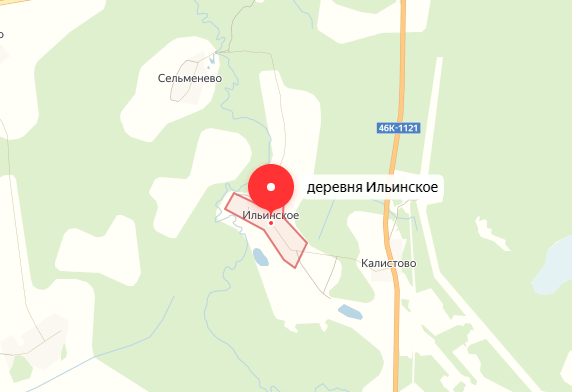 о
Сельменево
46К-1121
деревня Ильинское
Ильинское
Калистово